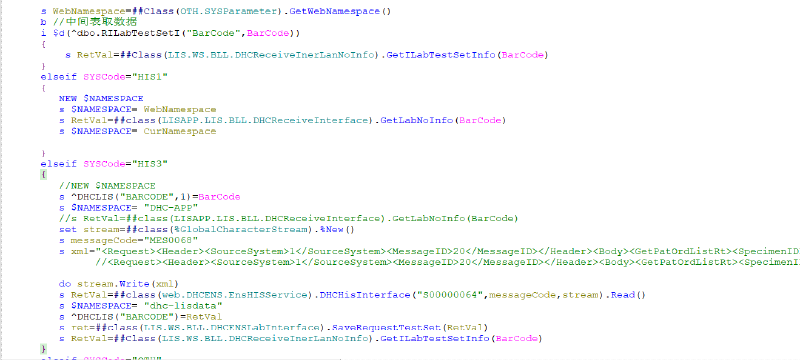 s WebNamespace=##Class(OTH.SYSParameter).GetWebNamespace()
b //中间表取数据
i $d(^dbo.RILabTestSetI("BarCode",BarCode))
{
s RetVal=##Class(LIS.WS.BLL.DHCReceiveInerLanNoInfo).GetILabTestSetInfo(BarCode)
}
elseif SYSCode="HIS1"
{
NEW $NAMESPACE
s $NAMESPACE= WebNamespace
s RetVal=##class(LISAPP.LIS.BLL.DHCReceiveInterface).GetLabNoInfo(BarCode)
s $NAMESPACE= CurNamespace
}
elseif SYSCode="HIS3"
{
//NEW $NAMESPACE
s ^DHCLIS("BARCODE",1)=BarCode
s $NAMESPACE= "DHC-APP"
//s RetVal=##class(LISAPP.LIS.BLL.DHCReceiveInterface).GetLabNoInfo(BarCode)
set stream=##class(%GlobalCharacterStream).%New()
s messageCode="MES0068"
s xml="<Request><Header><SourceSystem>1</SourceSystem><MessageID>20</MessageID></Header><Body><GetPatOrdListRt><SpecimenID
//<Request><Header><SourceSystem>1</SourceSystem><MessageID>20</MessageID></Header><Body><GetPatOrdListRt><SpecimenI
do stream.Write(xml)
s RetVal=##class(web.DHCENS.EnsHISService).DHCHisInterface("S00000064",messageCode,stream).Read()
s $NAMESPACE= "dhc-lisdata"
s ^DHCLIS("BARCODE")=RetVal
s ret=##class(LIS.WS.BLL.DHCENSLabInterface).SaveRequestTestSet(RetVal)
s RetVal=##Class(LIS.WS.BLL.DHCReceiveInerLanNoInfo).GetILabTestSetInfo(BarCode)
}
elseif SYSCode="OTH"